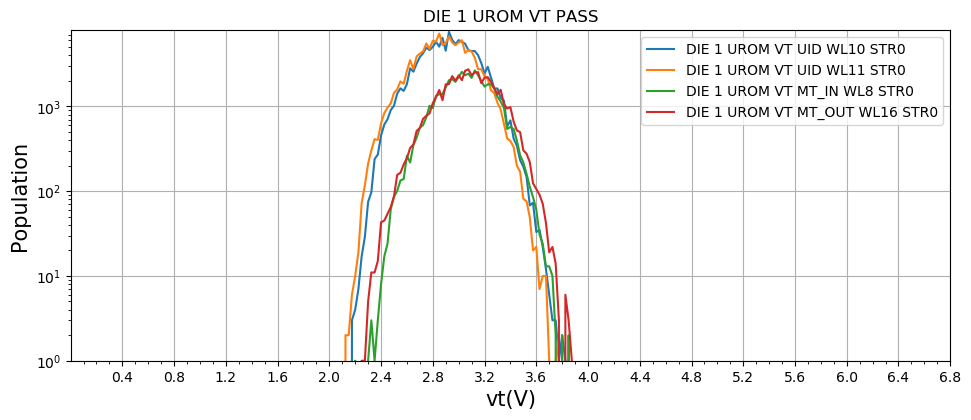 DIE 1 UROM VT PASS
DIE 1 UROM VT UID WL10 STR0
DIE 1 UROM VT UID WL11 STR0
DIE 1 UROM VT MT_IN WL8 STR0
DIE 1 UROM VT MT_OUT WL16 STR0
Population
10³
10²
10¹
10⁰
0.4 0.8 1.2 1.6 2.0 2.4 2.8 3.2 3.6 4.0 4.4 4.8 5.2 5.6 6.0 6.4 6.8
vt(V)